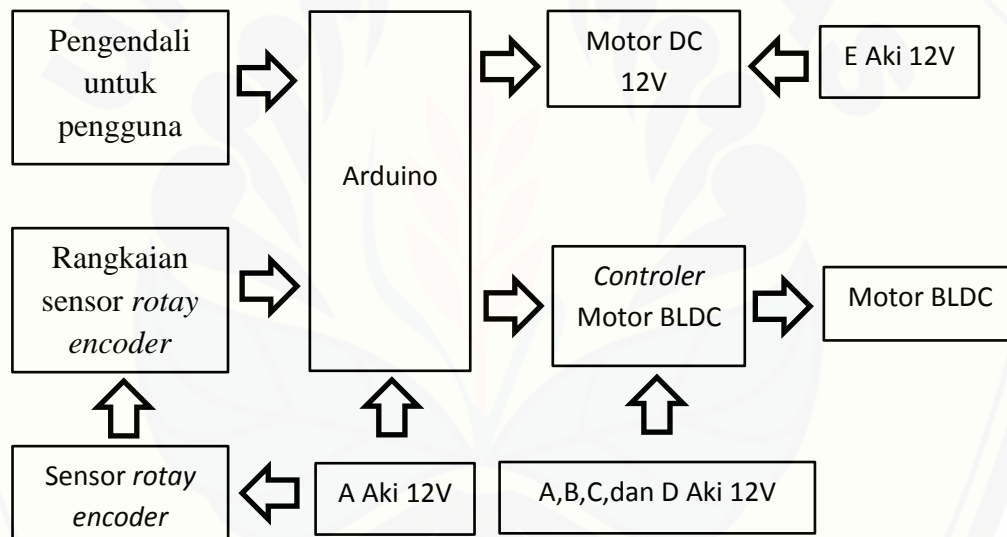 Pengendali
untuk
pengguna
Arduino
Motor DC
12V
E Aki 12V
Rangkaian
sensor rotay
encoder
Controler
Motor BLDC
Motor BLDC
Sensor rotay
encoder
A Aki 12V
A,B,C,dan D Aki 12V